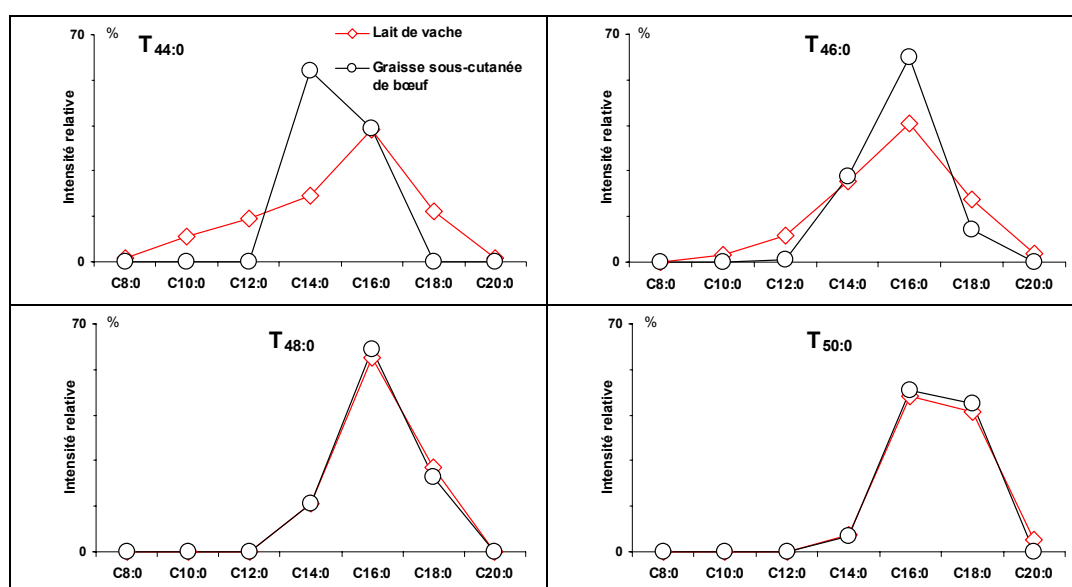 70
%
T44:0
Lait de vache
Graisse sous-cutanée
de bœuf
Intensité relative
0
C8:0 C10:0 C12:0 C14:0 C16:0 C18:0 C20:0
70
%
T46:0
Intensité relative
0
C8:0 C10:0 C12:0 C14:0 C16:0 C18:0 C20:0
70
%
T48:0
Intensité relative
0
C8:0 C10:0 C12:0 C14:0 C16:0 C18:0 C20:0
70
%
T50:0
Intensité relative
0
C8:0 C10:0 C12:0 C14:0 C16:0 C18:0 C20:0